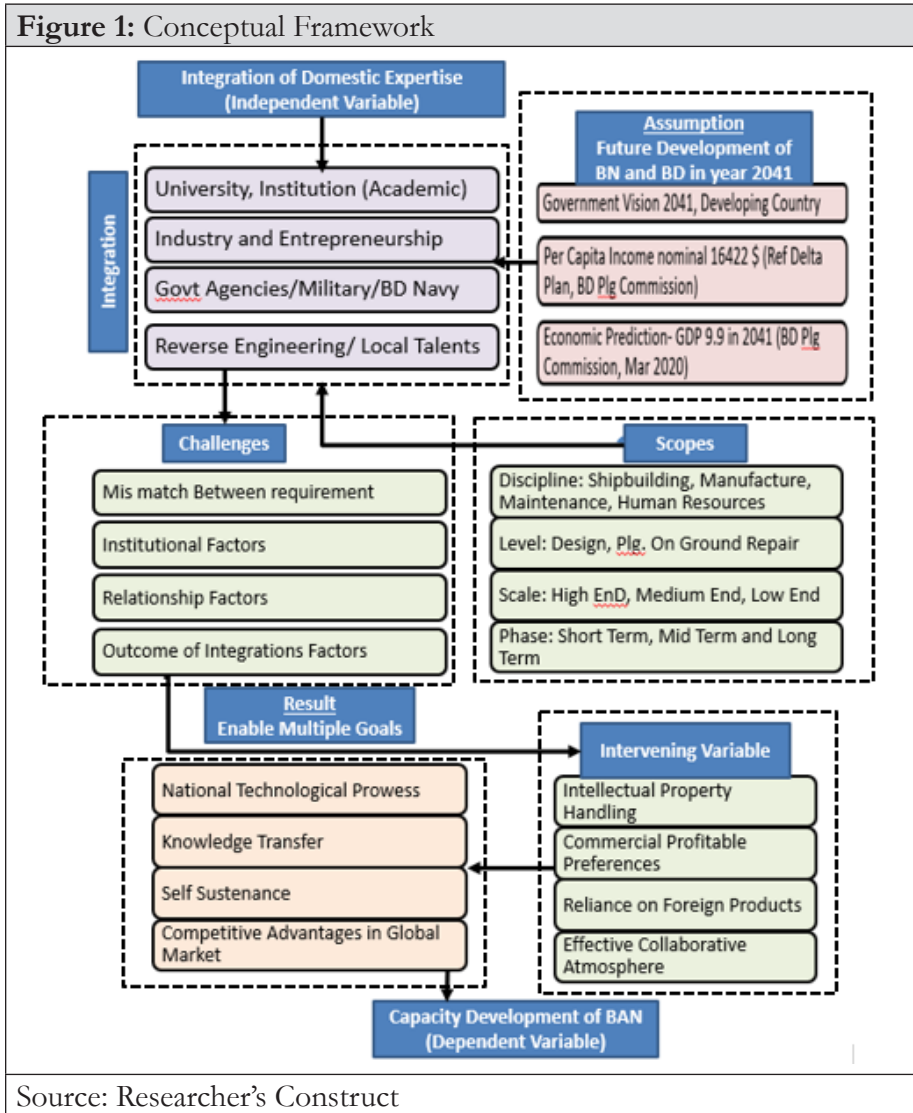 Figure 1: Conceptual Framework
Integration of Domestic Expertise
(Independent Variable)
Assumption
Future Development of
BN and BD in year 2041
Government Vision 2041, Developing Country
Per Capita Income nominal 16422 $ (Ref Delta
Plan, BD Plg Commission)
Economic Prediction- GDP 9.9 in 2041 (BD Plg
Commission, Mar 2020)
Integration
University, Institution (Academic)
Industry and Entrepreneurship
Govt Agencies/Military/BD Navy
Reverse Engineering/ Local Talents
Challenges
Mis match Between requirement
Institutional Factors
Relationship Factors
Outcome of Integrations Factors
Scopes
Discipline: Shipbuilding, Manufacture,
Maintenance, Human Resources
Level: Design, Plg. On Ground Repair
Scale: High EnD, Medium End, Low End
Phase: Short Term, Mid Term and Long
Term
Result
Enable Multiple Goals
National Technological Prowess
Knowledge Transfer
Self Sustenance
Competitive Advantages in Global
Market
Intervening Variable
Intellectual Property
Handling
Commercial Profitable
Preferences
Reliance on Foreign Products
Effective Collaborative
Atmosphere
Capacity Development of BAN
(Dependent Variable)
Source: Researcher's Construct